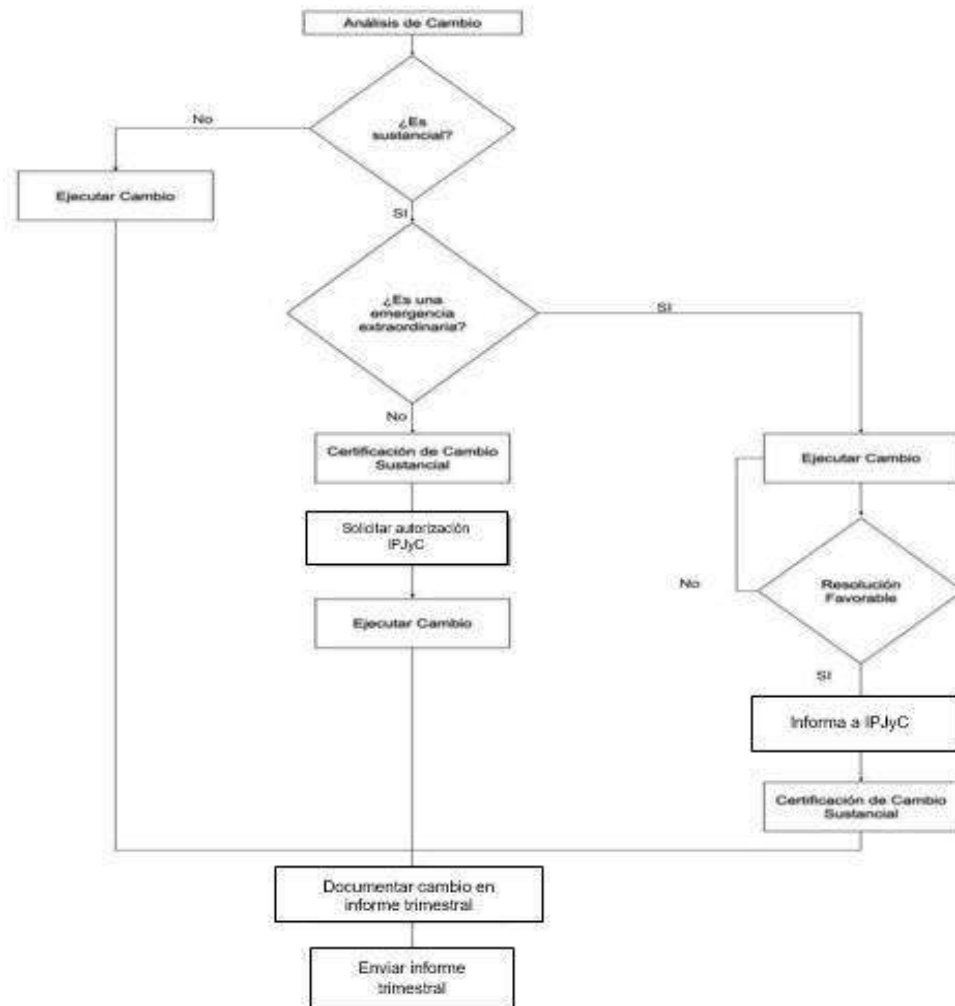 Análisis de Cambio
¿Es
sustancial?
No
Ejecutar Cambio
SI
¿Es una
emergencia
extraordinaria?
SI
No
Certificación de Cambio
Sustancial
Ejecutar Cambio
Solicitar autorización
IPJyC
No
Resolución
Favorable
Ejecutar Cambio
SI
Informa a IPJyC
Certificación de Cambio
Sustancial
Documentar cambio en
informe trimestral
Enviar informe
trimestral